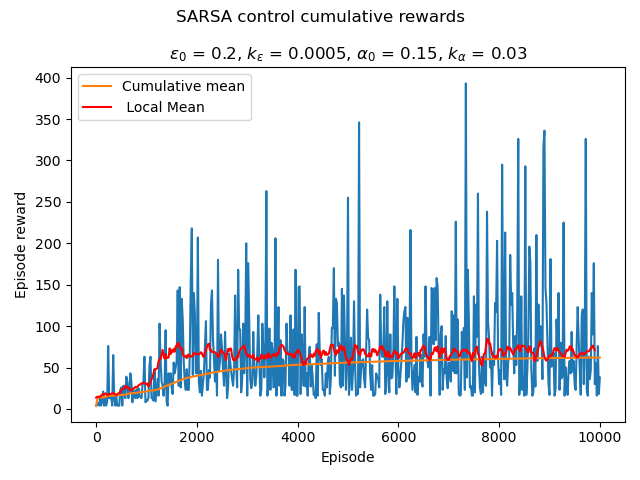 SARSA control cumulative rewards
ε₀ = 0.2, kε = 0.0005, α₀ = 0.15, kα = 0.03
Cumulative mean
Local Mean
Episode reward
400
350
300
250
200
150
100
50
0
0 2000 4000 6000 8000 10000
Episode